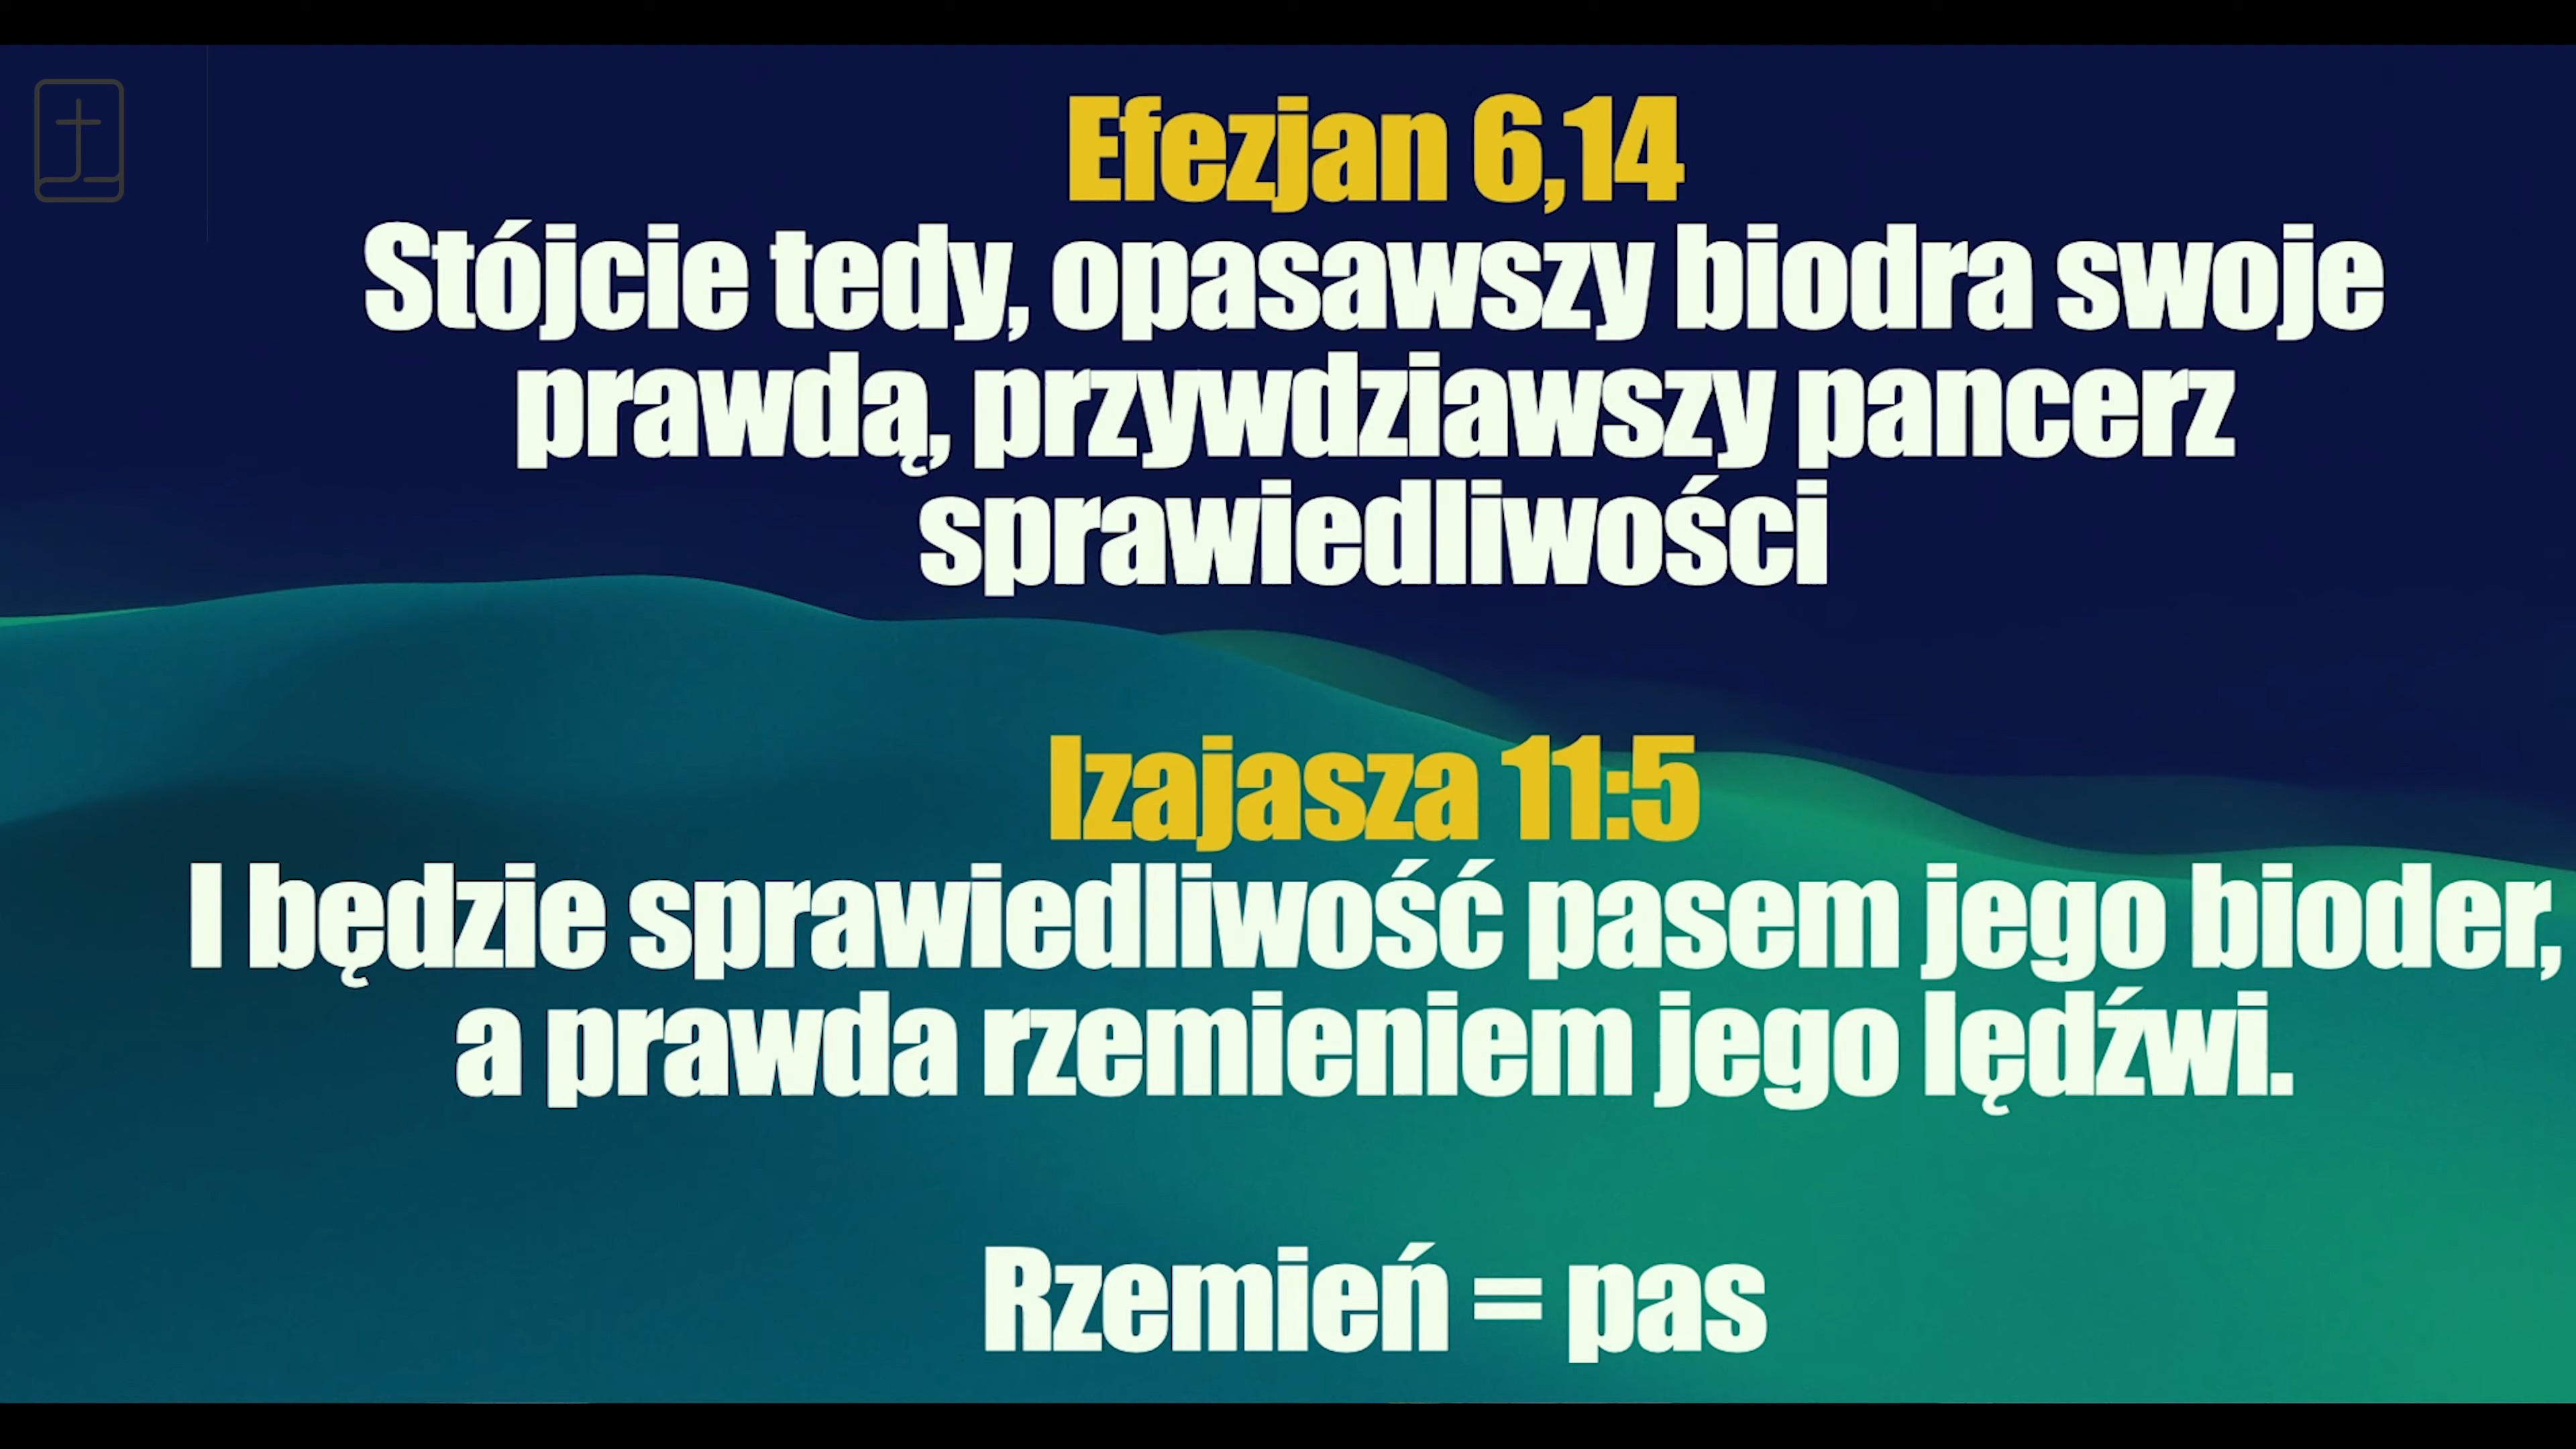 Efezjan 6,14
Stójcie tedy, opasawszy biodra swoje
prawdą, przywdziawszy pancerz
sprawiedliwości
Izajasza 11:5
I będzie sprawiedliwość pasem jego bioder,
a prawda rzemieniem jego lędźwi.
Rzemień = pas